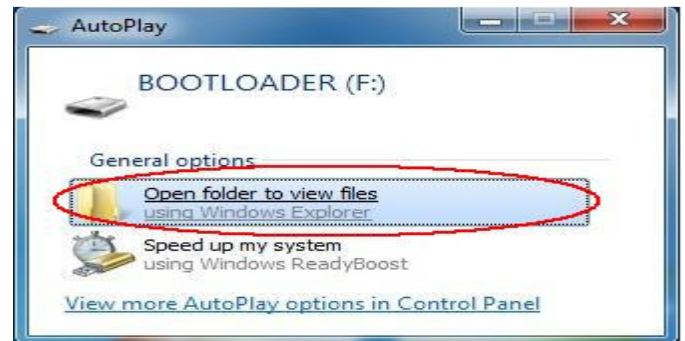 AutoPlay
BOOTLOADER (F:)
General options
Open folder to view files
using Windows Explorer
Speed up my system
using Windows ReadyBoost
View more AutoPlay options in Control Panel